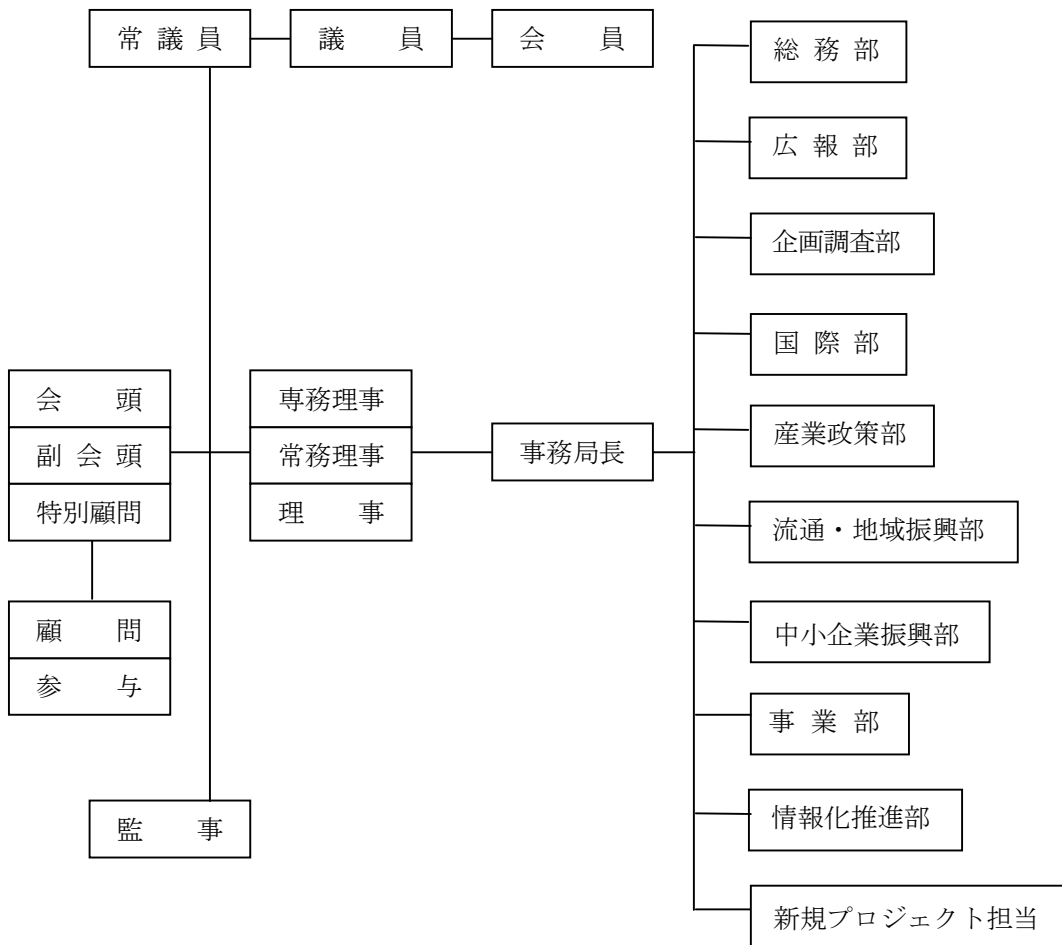 常議員
議員
会員
会頭
副会頭
特別顧問
顧問
参与
監事
専務理事
常務理事
理事
事務局長
総務部
広報部
企画調査部
国際部
産業政策部
流通・地域振興部
中小企業振興部
事業部
情報化推進部
新規プロジェクト担当